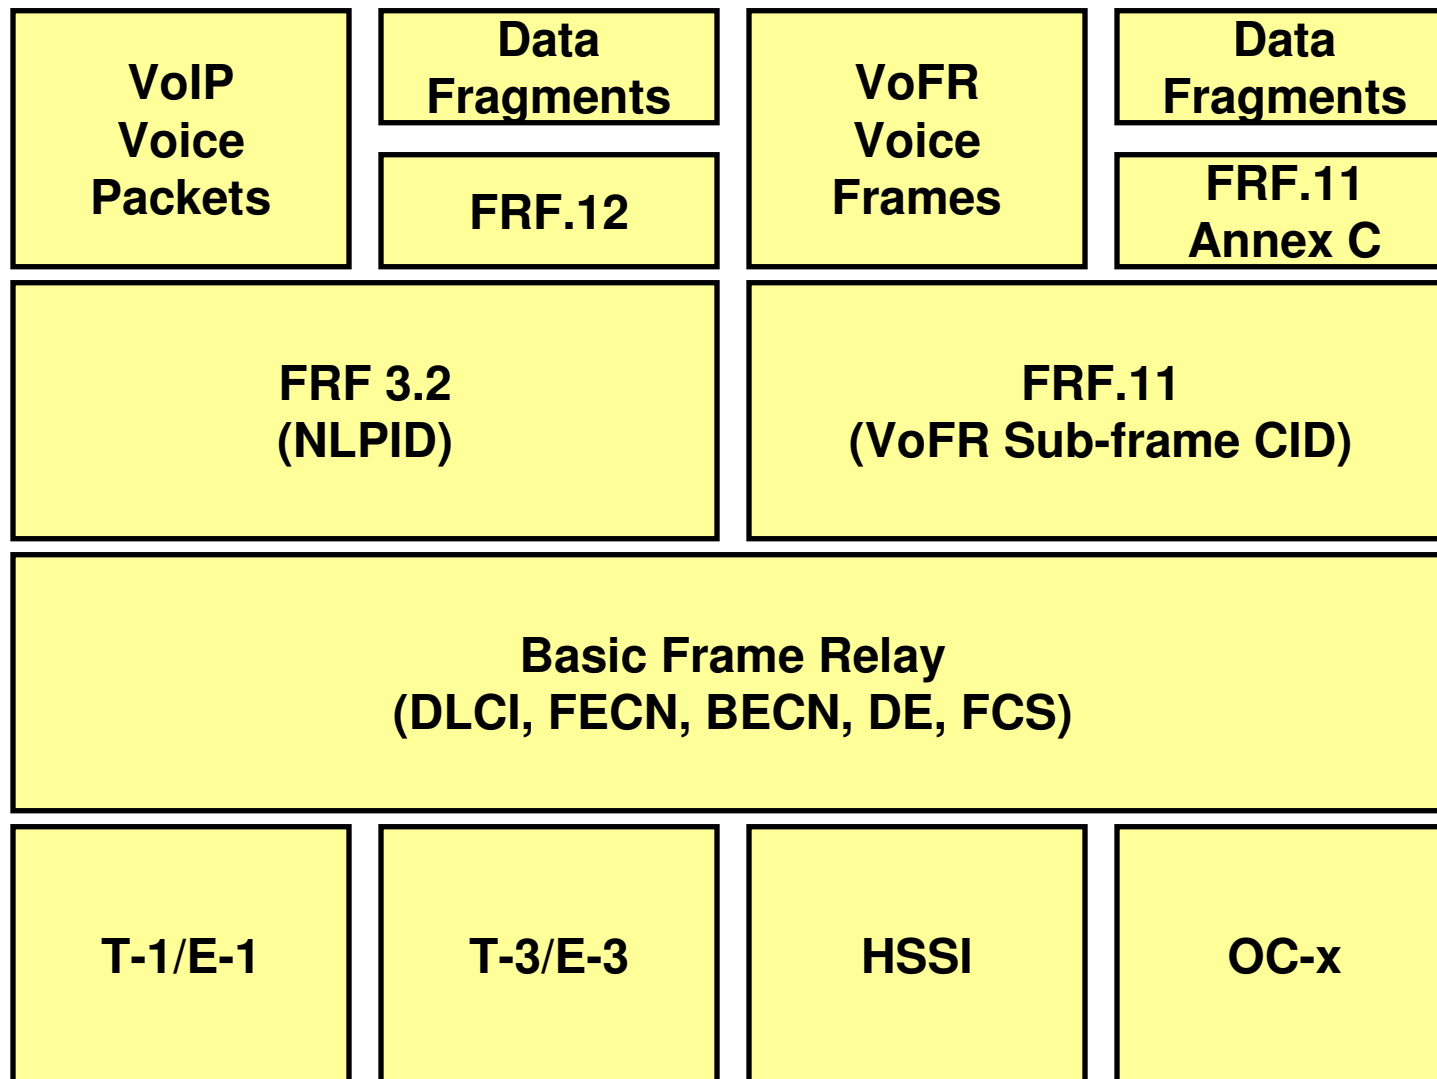 VoIP
Voice
Packets
Data
Fragments
FRF.12
VoFR
Voice
Frames
Data
Fragments
FRF.11
Annex C
FRF 3.2
(NLPID)
FRF.11
(VoFR Sub-frame CID)
Basic Frame Relay
(DLCI, FECN, BECN, DE, FCS)
T-1/E-1
T-3/E-3
HSSI
OC-x